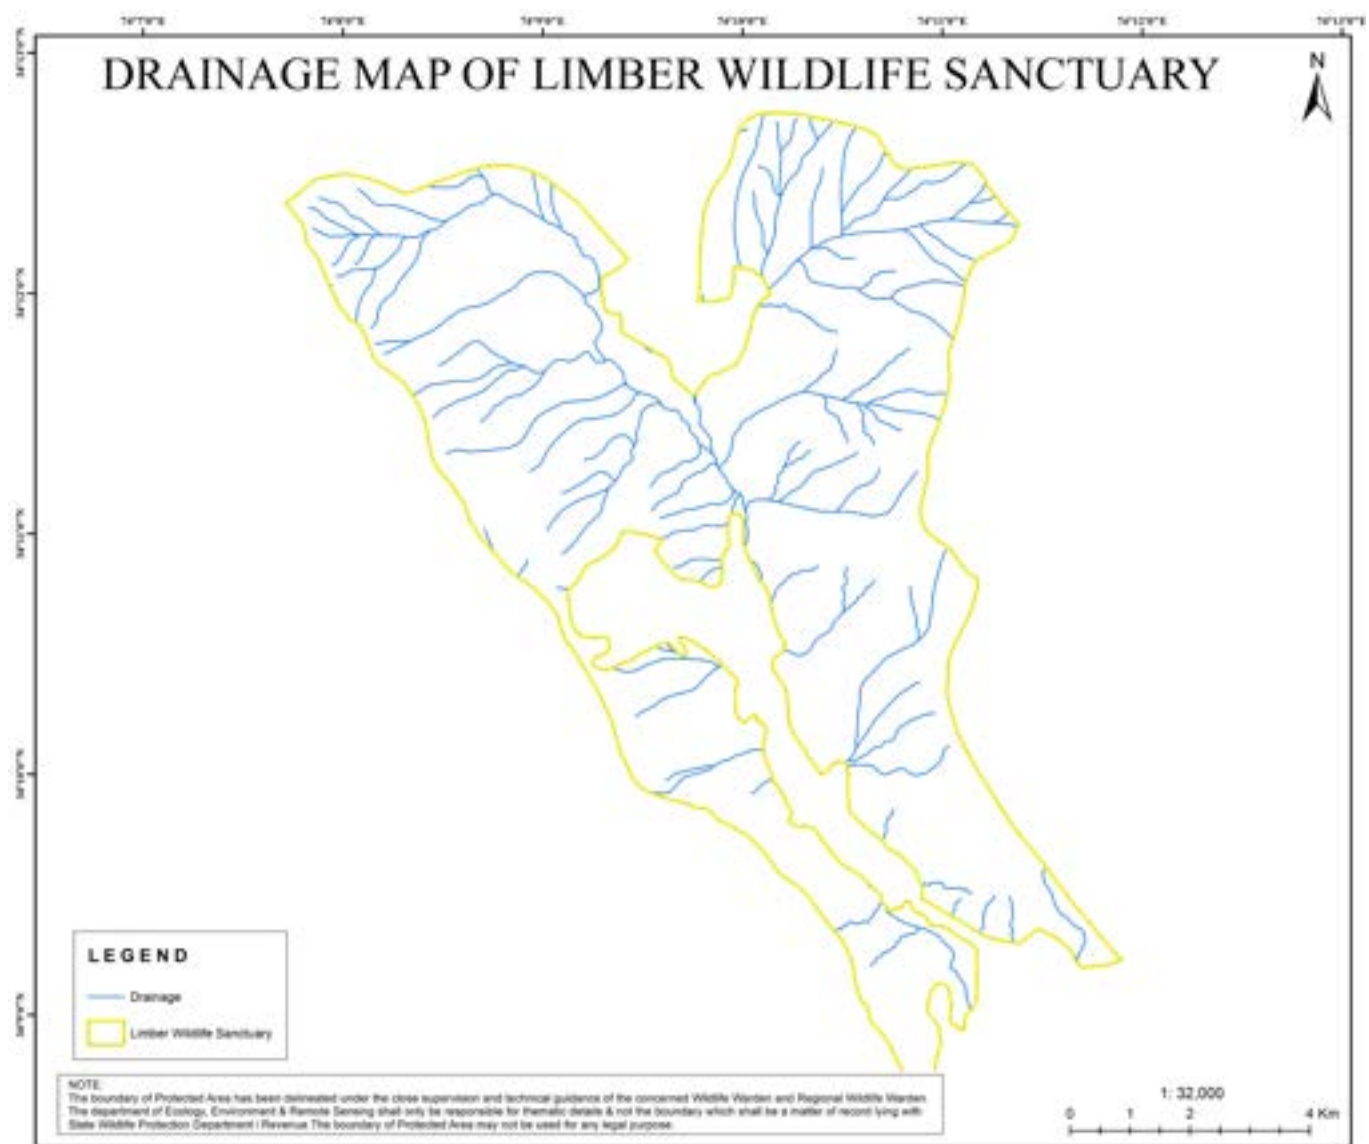 DRAINAGE MAP OF LIMBER WILDLIFE SANCTUARY
N
LEGEND
Drainage
Limber Wildlife Sanctuary
NOTE:
The boundary of Protected Area has been delineated under the close supervision and technical guidance of the concerned Wildlife Warden and Regional Wildlife Warden.
The department of Ecology, Environment & Remote Sensing shall only be responsible for thematic details & not the boundary which shall be a matter of record lying with
State Wildlife Protection Department / Revenue.The boundary of Protected Area may not be used for any legal purpose.
1: 32,000
0 1 2 4 Km